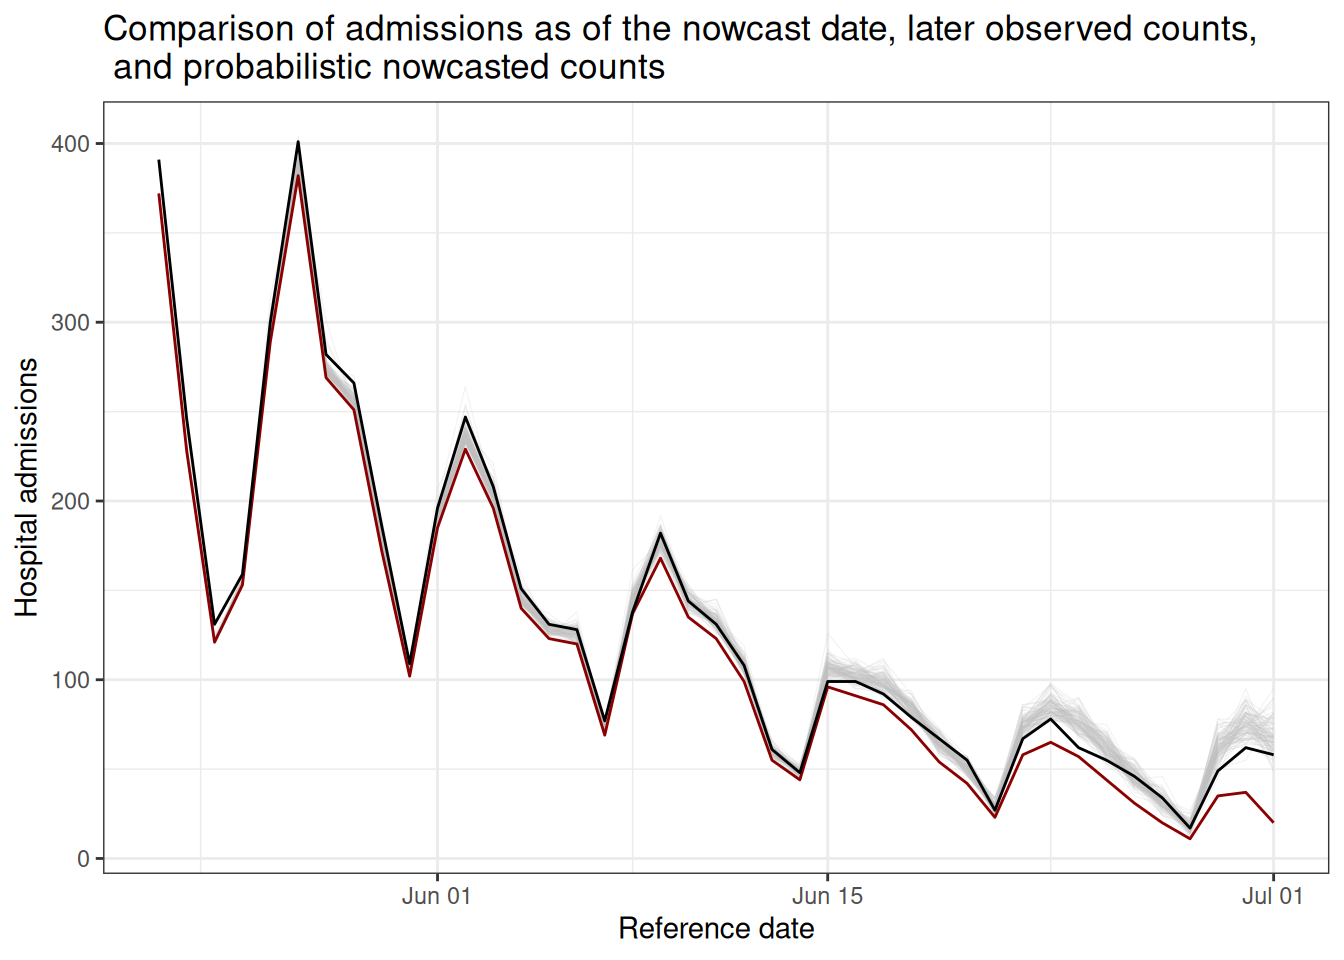 Comparison of admissions as of the nowcast date, later observed counts,
and probabilistic nowcasted counts
Hospital admissions
400
300
200
100
0
Jun 01
Jun 15
Jul 01
Reference date